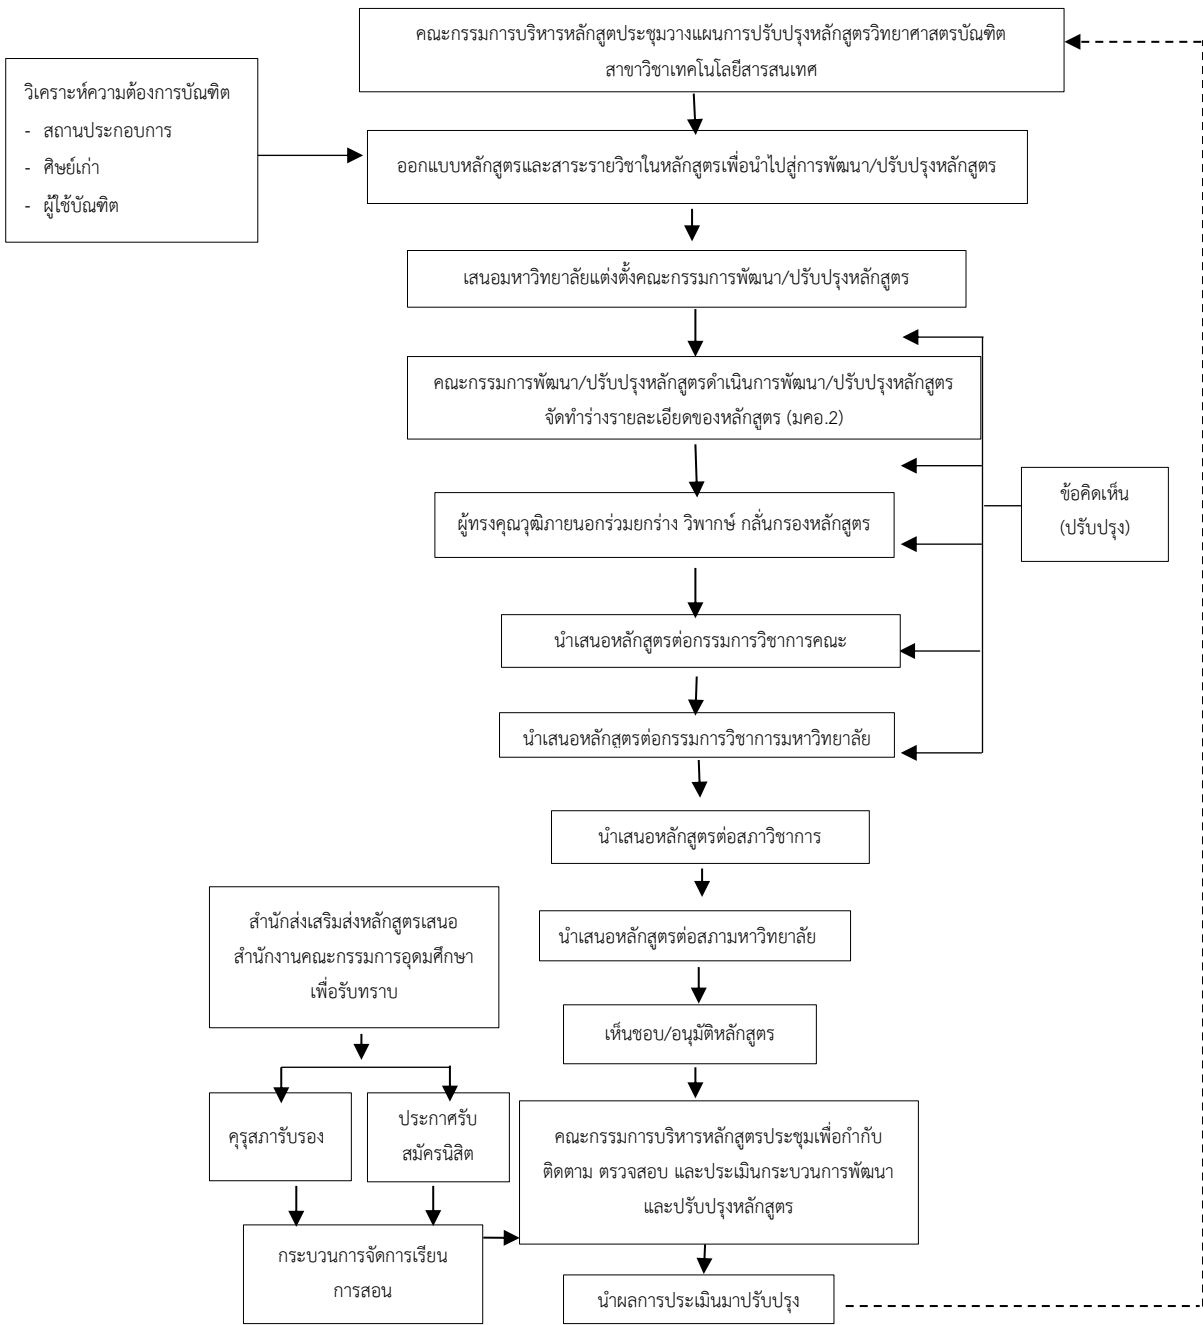 คณะกรรมการบริหารหลักสูตประชุมวางแผนการปรับปรุงหลักสูตรวิทยาศาสตรบัณฑิต
สาขาวิชาเทคโนโลยีสารสนเทศ
วิเคราะห์ความต้องการบัณฑิต
- สถานประกอบการ
- ศิษย์เก่า
- ผู้ใช้บัณฑิต
ออกแบบหลักสูตรและสาระรายวิชาในหลักสูตรเพื่อนำไปสู่การพัฒนา/ปรับปรุงหลักสูตร
เสนอมหาวิทยาลัยแต่งตั้งคณะกรรมการพัฒนา/ปรับปรุงหลักสูตร
คณะกรรมการพัฒนา/ปรับปรุงหลักสูตรดำเนินการพัฒนา/ปรับปรุงหลักสูตร
จัดทำร่างรายละเอียดของหลักสูตร (มคอ.2)
ข้อคิดเห็น
(ปรับปรุง)
ผู้ทรงคุณวุฒิภายนอกร่วมยกร่าง วิพากษ์ กลั่นกรองหลักสูตร
นำเสนอหลักสูตรต่อกรรมการวิชาการคณะ
นำเสนอหลักสูตรต่อกรรมการวิชาการมหาวิทยาลัย
นำเสนอหลักสูตรต่อสภาวิชาการ
นำเสนอหลักสูตรต่อสภามหาวิทยาลัย
เห็นชอบ/อนุมัติหลักสูตร
สำนักส่งเสริมส่งหลักสูตรเสนอ
สำนักงานคณะกรรมการอุดมศึกษา
เพื่อรับทราบ
คุรุสภารับรอง
ประกาศรับ
สมัครนิสิต
กระบวนการจัดการเรียน
การสอน
คณะกรรมการบริหารหลักสูตรประชุมเพื่อกำกับ
ติดตาม ตรวจสอบ และประเมินกระบวนการพัฒนา
และปรับปรุงหลักสูตร
นำผลการประเมินมาปรับปรุง